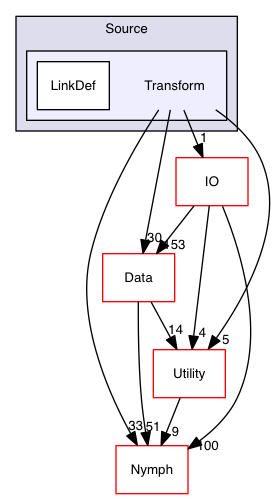 Source
LinkDef
Transform
1
IO
30
53
Data
14
4
5
Utility
33
51
9
100
Nymph